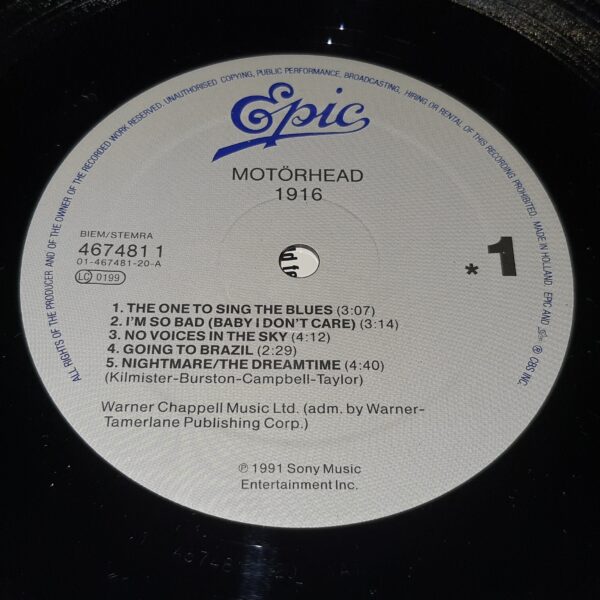 ALL RIGHTS OF THE PRODUCER AND OF THE OWNER OF THE RECORDED WORK RESERVED. UNAUTHORISED COPYING, PUBLIC PERFORMANCE, BROADCASTING, HIRING OR RENTAL OF THIS RECORDING PROHIBITED. MADE IN HOLLAND. EPIC AND Epic ® CBS INC.
Epic
MOTÖRHEAD
1916
BIEM/STEMRA
467481 1
01-467481-20-A
LC 0199
* 1
1. THE ONE TO SING THE BLUES (3:07)
2. I'M SO BAD (BABY I DON'T CARE) (3:14)
3. NO VOICES IN THE SKY (4:12)
4. GOING TO BRAZIL (2:29)
5. NIGHTMARE/THE DREAMTIME (4:40)
(Kilmister-Burston-Campbell-Taylor)
Warner Chappell Music Ltd. (adm. by Warner-
Tamerlane Publishing Corp.)
℗ 1991 Sony Music
Entertainment Inc.